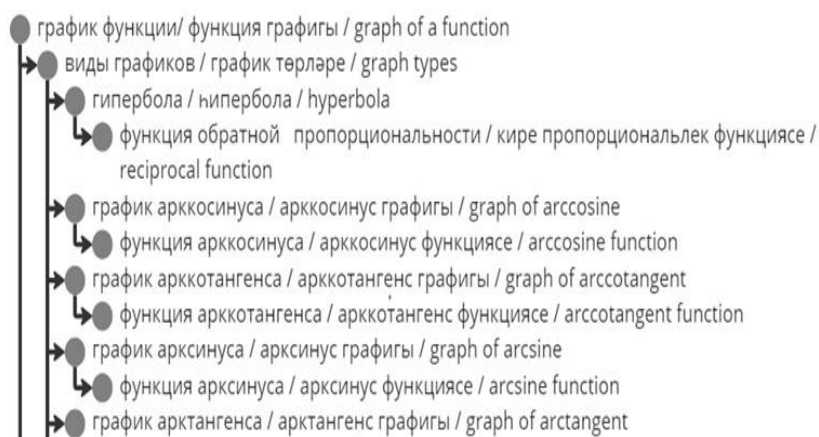 график функции/ функция графигы / graph of a function
виды графиков / график төрләре / graph types
гипербола / һипербола / hyperbola
функция обратной пропорциональности / кире пропорциональлек функциясе /
reciprocal function
график арккосинуса / арккосинус графигы / graph of arccosine
функция арккосинуса / арккосинус функциясе / arccosine function
график арккотангенса / арккотангенс графигы / graph of arccotangent
функция арккотангенса / арккотангенс функциясе / arccotangent function
график арксинуса / арксинус графигы / graph of arcsine
функция арксинуса / арксинус функциясе / arcsine function
график арктангенса / арктангенс графигы / graph of arctangent